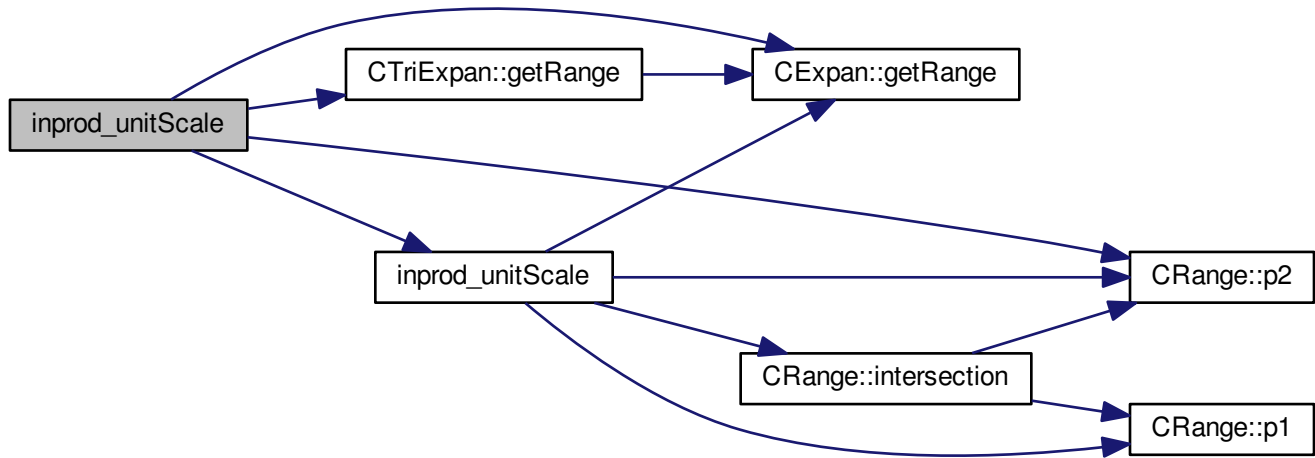 CTriExpan::getRange
CExpan::getRange
inprod_unitScale
inprod_unitScale
CRange::p2
CRange::intersection
CRange::p1